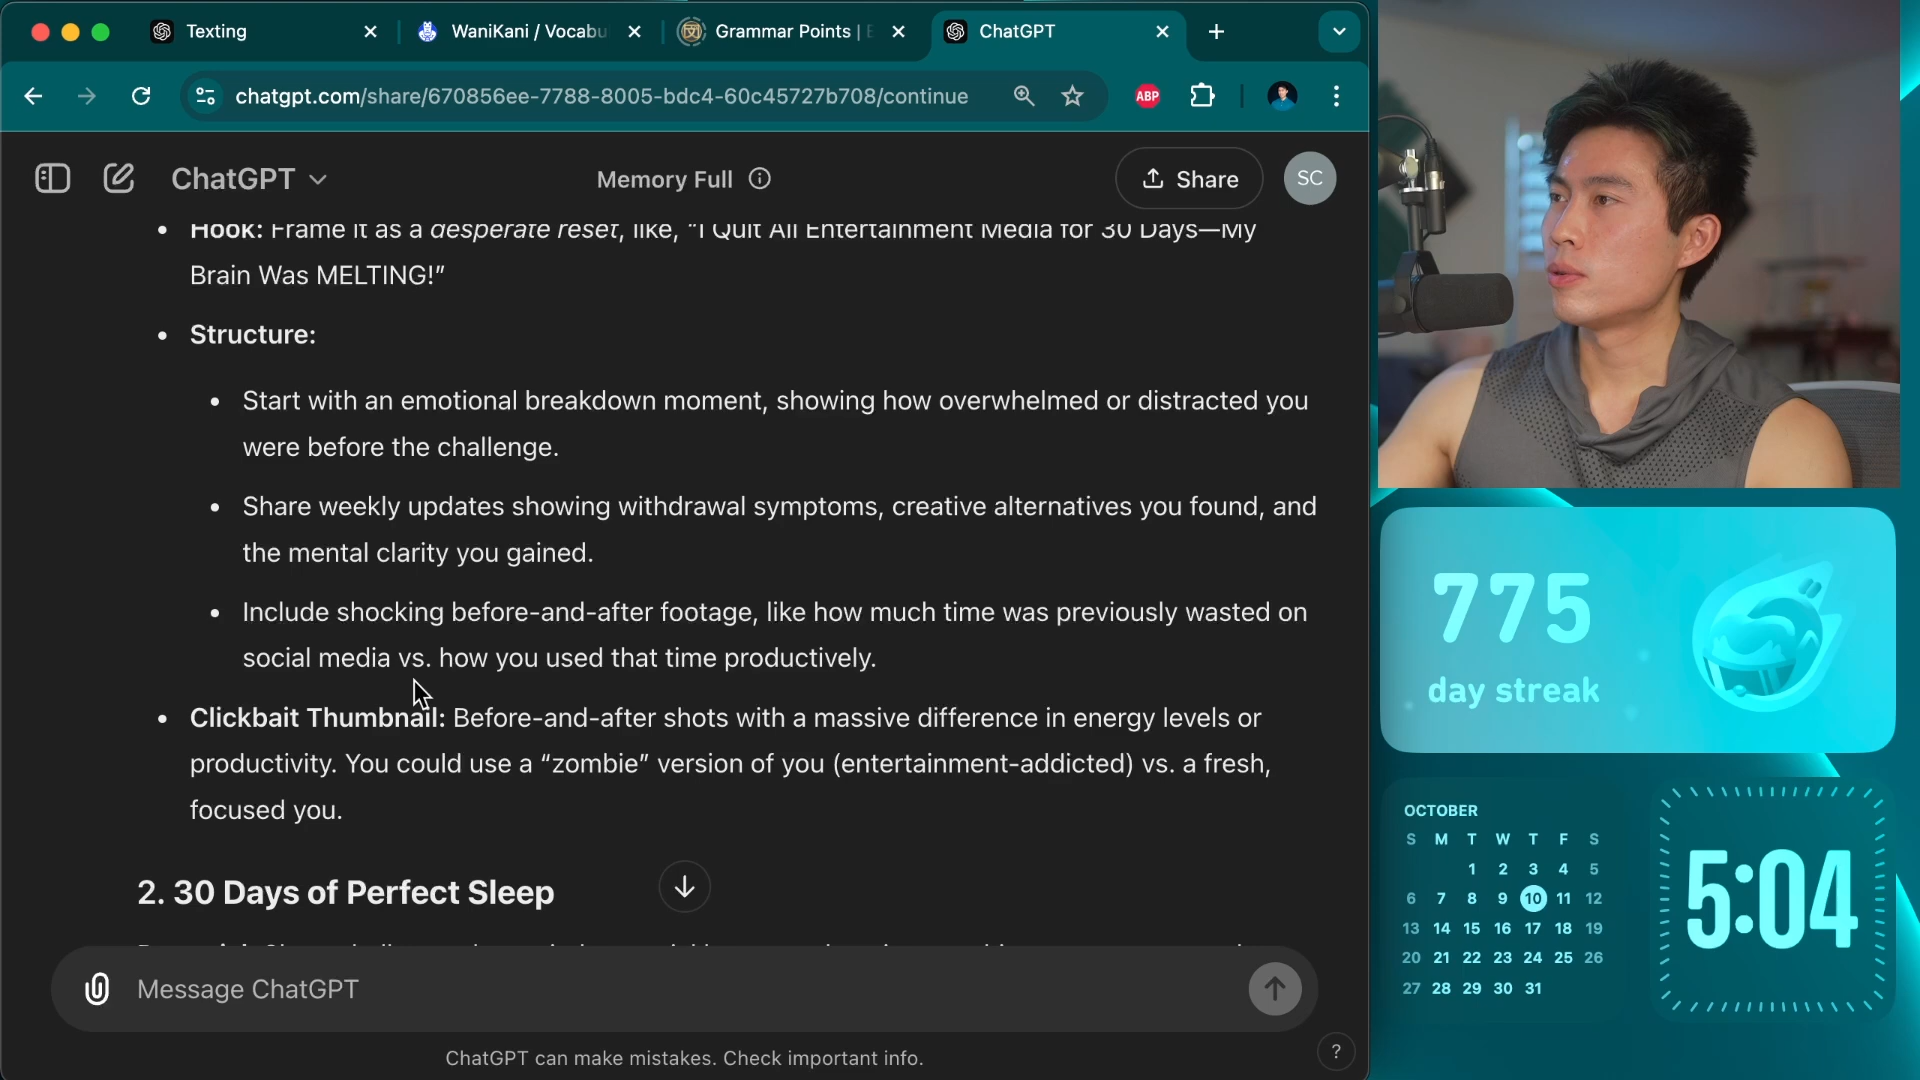 Texting
WaniKani / Vocabu
Grammar Points |
ChatGPT
chatgpt.com/share/670856ee-7788-8005-bdc4-60c45727b708/continue
ABP
ChatGPT
Memory Full
Share
SC
Hook: Frame it as a desperate reset, like, "I Quit All Entertainment Media for 30 Days—My
Brain Was MELTING!”
Structure:
Start with an emotional breakdown moment, showing how overwhelmed or distracted you
were before the challenge.
Share weekly updates showing withdrawal symptoms, creative alternatives you found, and
the mental clarity you gained.
Include shocking before-and-after footage, like how much time was previously wasted on
social media vs. how you used that time productively.
Clickbait Thumbnail: Before-and-after shots with a massive difference in energy levels or
productivity. You could use a “zombie” version of you (entertainment-addicted) vs. a fresh,
focused you.
2. 30 Days of Perfect Sleep
Message ChatGPT
ChatGPT can make mistakes. Check important info.
?
775
day streak
OCTOBER
S M T W T F S
1 2 3 4 5
6 7 8 9 10 11 12
13 14 15 16 17 18 19
20 21 22 23 24 25 26
27 28 29 30 31
5:04